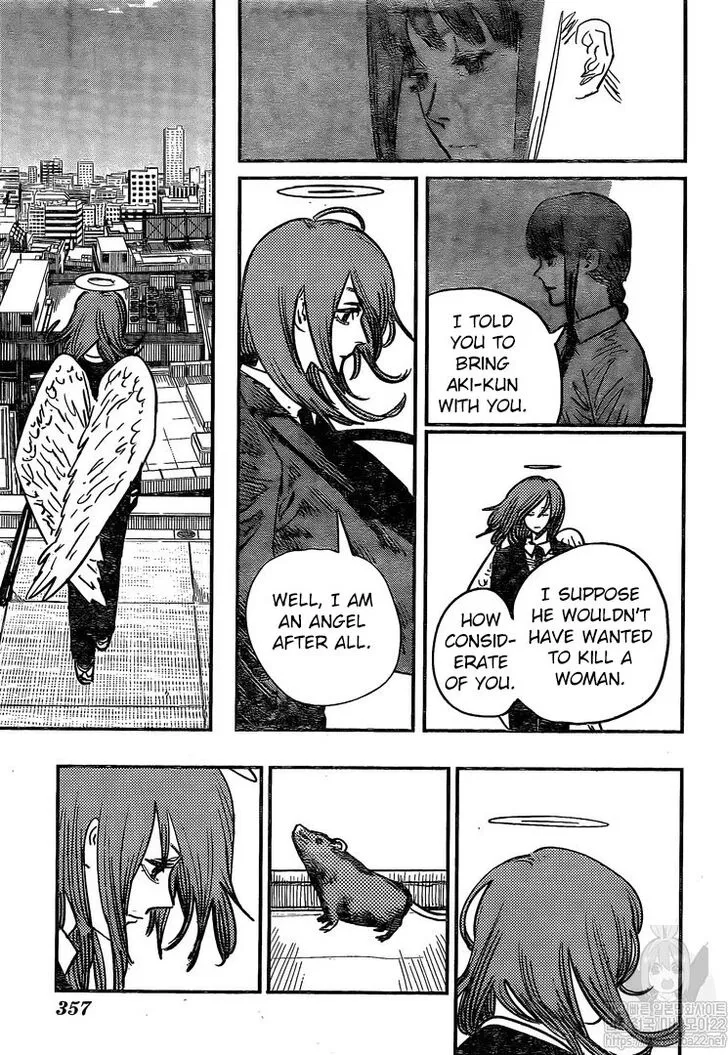 I TOLD
YOU TO
BRING
AKI-KUN
WITH YOU.
I SUPPOSE
HE WOULDN'T
HAVE WANTED
TO KILL A
WOMAN.
HOW
CONSID-
ERATE
OF YOU.
WELL, I AM
AN ANGEL
AFTER ALL.
357